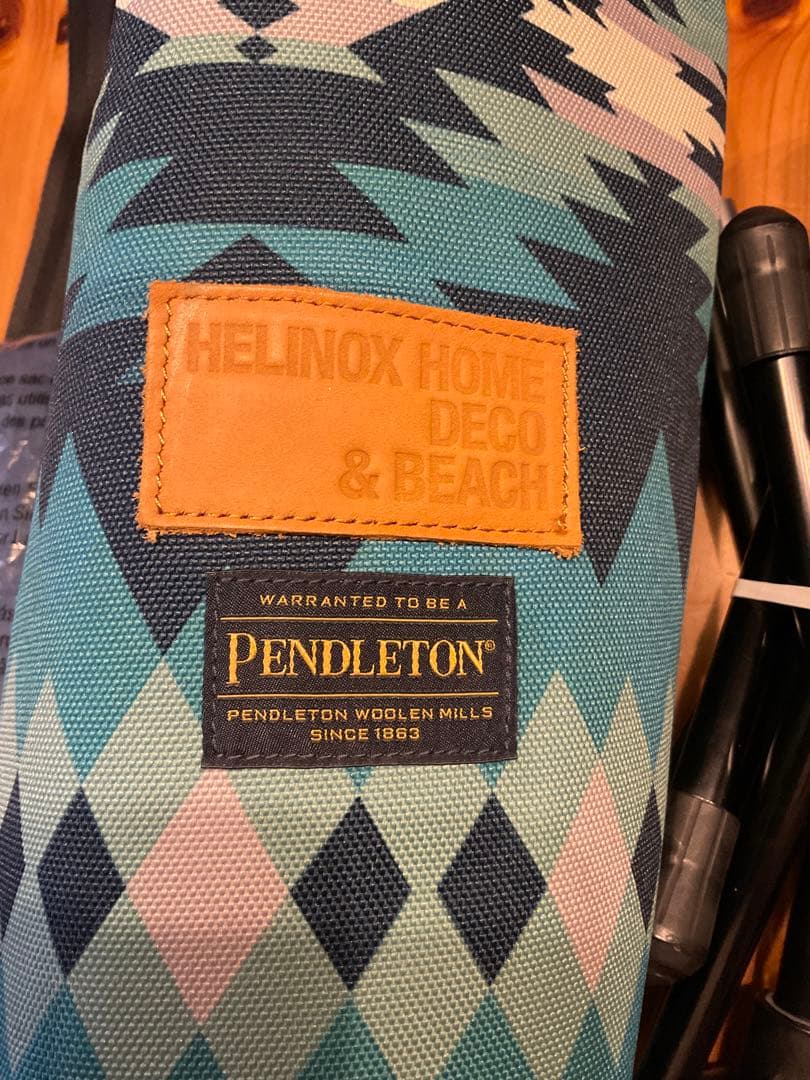 HELINOX HOME
DECO
& BEACH
WARRANTED TO BE A
PENDLETON®
PENDLETON WOOLEN MILLS
SINCE 1863